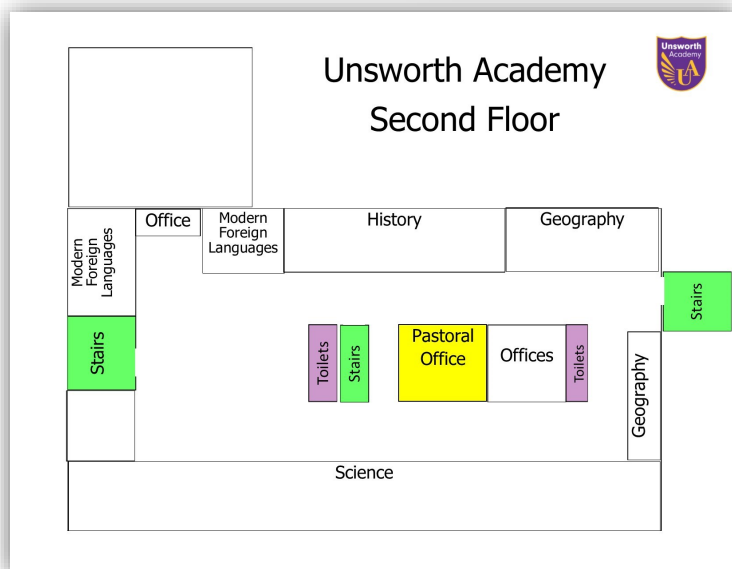 Unsworth Academy
Second Floor
Unsworth
Academy
UA
Modern
Foreign
Languages
Office
Modern
Foreign
Languages
History
Geography
Stairs
Stairs
Toilets
Stairs
Pastoral
Office
Offices
Toilets
Geography
Science